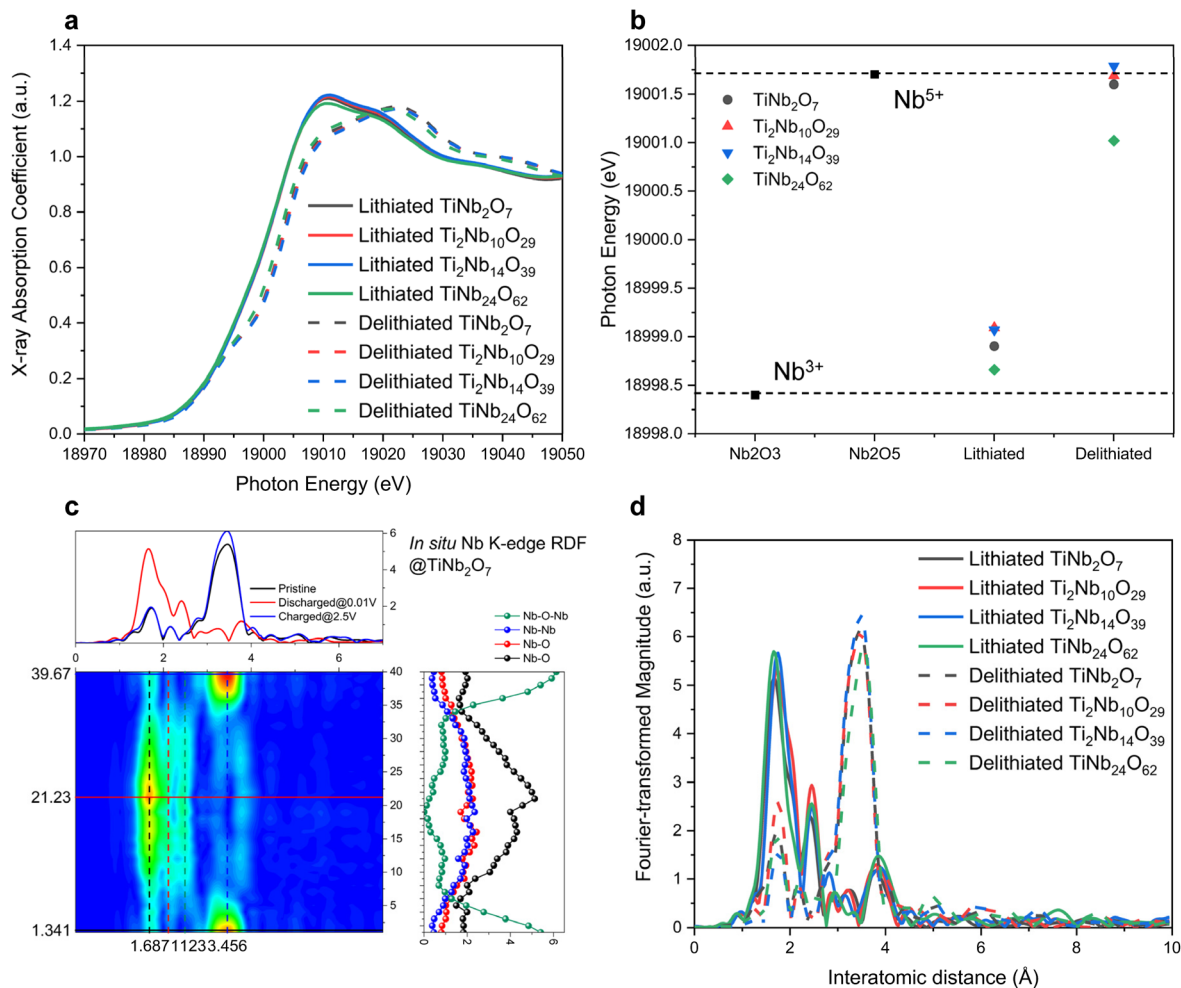 a
X-ray Absorption Coefficient (a.u.)
1.4
1.2
1.0
0.8
0.6
0.4
0.2
0.0
Lithiated TiNb2O7
Lithiated Ti2Nb10O29
Lithiated Ti2Nb14O39
Lithiated TiNb24O62
Delithiated TiNb2O7
Delithiated Ti2Nb10O29
Delithiated Ti2Nb14O39
Delithiated TiNb24O62
18970 18980 18990 19000 19010 19020 19030 19040 19050
Photon Energy (eV)
b
Photon Energy (eV)
19002.0
19001.5
19001.0
19000.5
19000.0
18999.5
18999.0
18998.5
18998.0
Nb5+
TiNb2O7
Ti2Nb10O29
Ti2Nb14O39
TiNb24O62
Nb3+
Nb2O3 Nb2O5 Lithiated Delithiated
c
In situ Nb K-edge RDF
@TiNb2O7
Pristine
Discharged@0.01V
Charged@2.5V
6
5
4
3
2
1
0 2 4 6
Nb-O-Nb
Nb-Nb
Nb-O
Nb-O
39.67
21.23
1.341
1.6871123 3.456
40
35
30
25
20
15
10
5
0 2 4 6
d
Fourier-transformed Magnitude (a.u.)
8
7
6
5
4
3
2
1
0
Lithiated TiNb2O7
Lithiated Ti2Nb10O29
Lithiated Ti2Nb14O39
Lithiated TiNb24O62
Delithiated TiNb2O7
Delithiated Ti2Nb10O29
Delithiated Ti2Nb14O39
Delithiated TiNb24O62
0 2 4 6 8 10
Interatomic distance (Å)